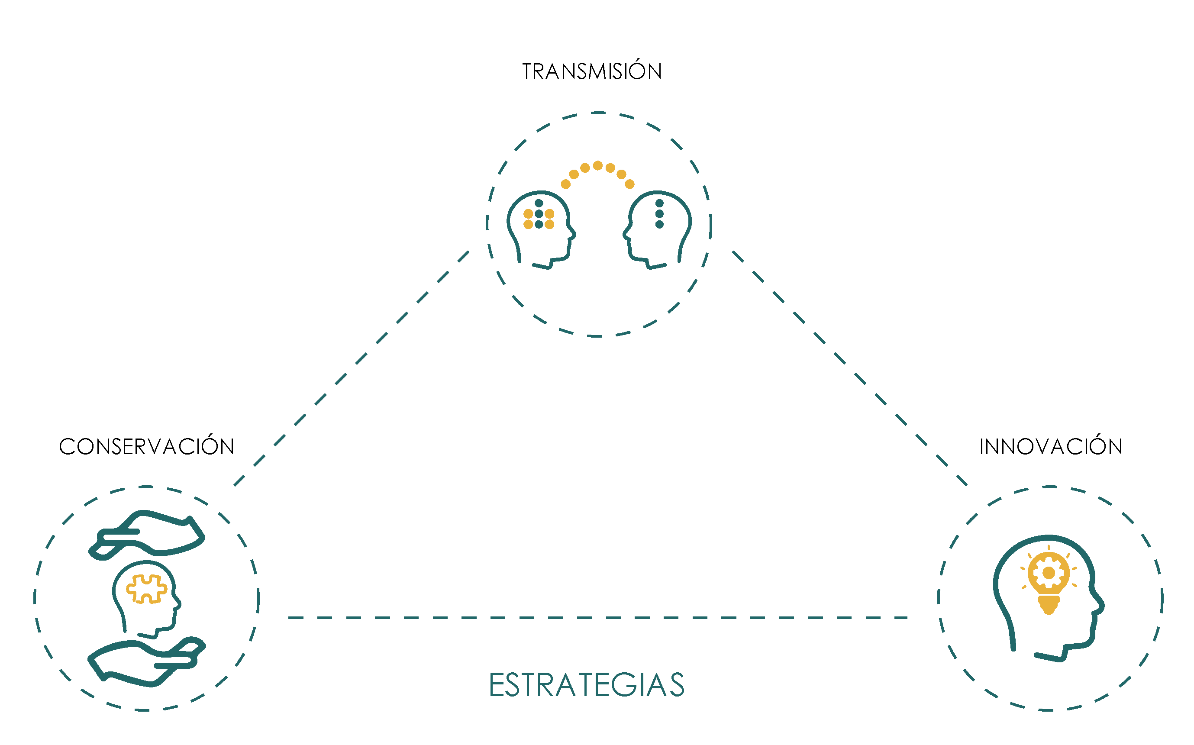 TRANSMISIÓN
CONSERVACIÓN
INNOVACIÓN
ESTRATEGIAS